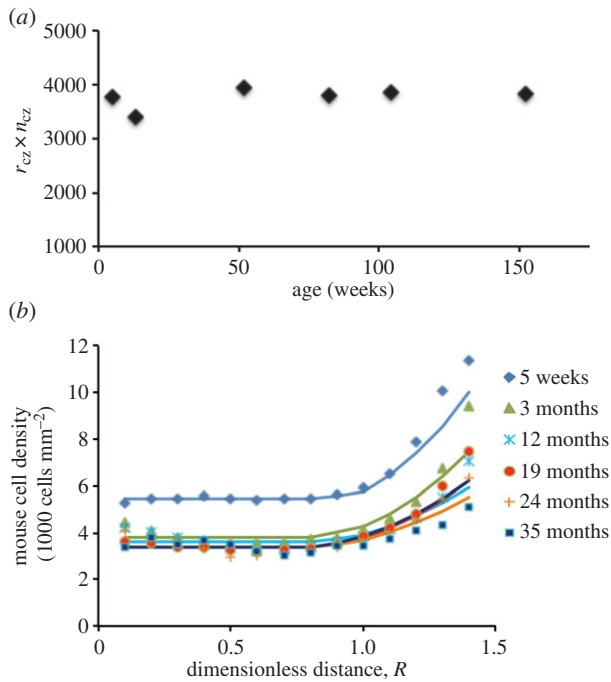 (a)
5000
4000
3000
2000
1000
r_cz × n_cz
0
50
100
150
age (weeks)
(b)
12
10
8
6
4
2
0
mouse cell density
(1000 cells mm⁻²)
0
0.5
1.0
1.5
dimensionless distance, R
5 weeks
3 months
12 months
19 months
24 months
35 months